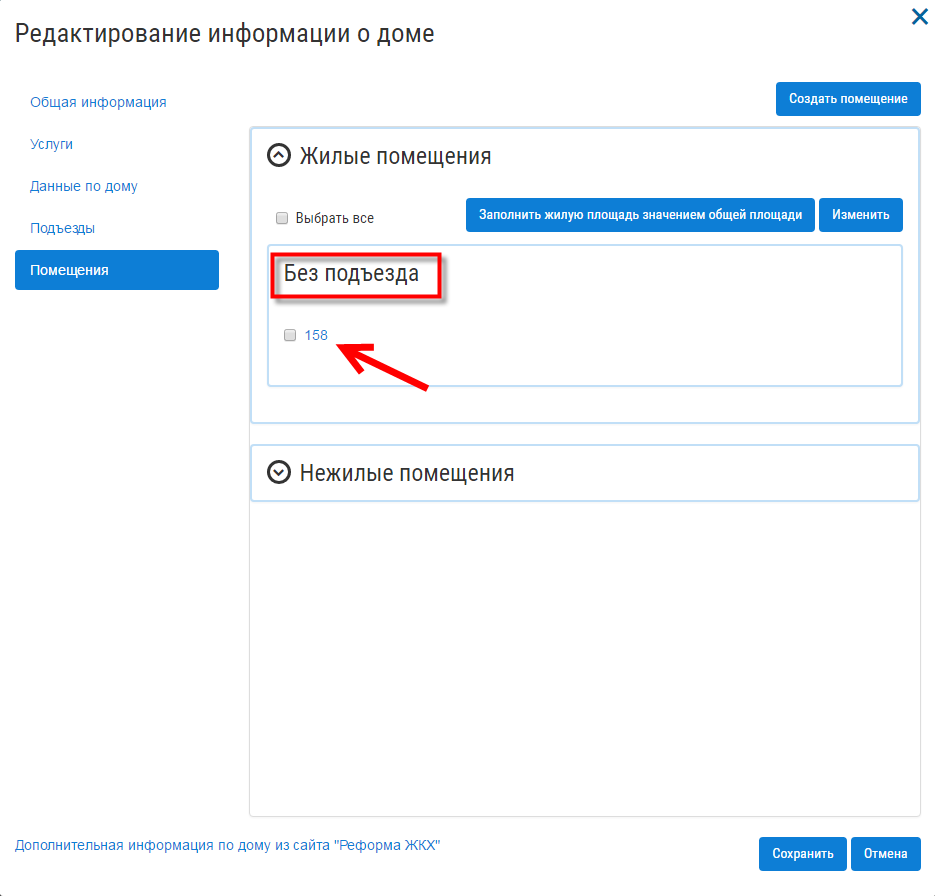 Редактирование информации о доме
Общая информация
Услуги
Данные по дому
Подъезды
Помещения
Создать помещение
Жилые помещения
Выбрать все
Заполнить жилую площадь значением общей площади
Изменить
Без подъезда
158
Нежилые помещения
Дополнительная информация по дому из сайта "Реформа ЖКХ"
Сохранить
Отмена